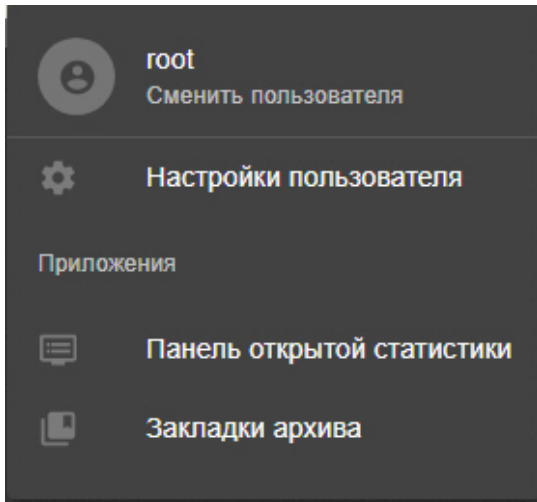 root
Сменить пользователя
Настройки пользователя
Приложения
Панель открытой статистики
Закладки архива